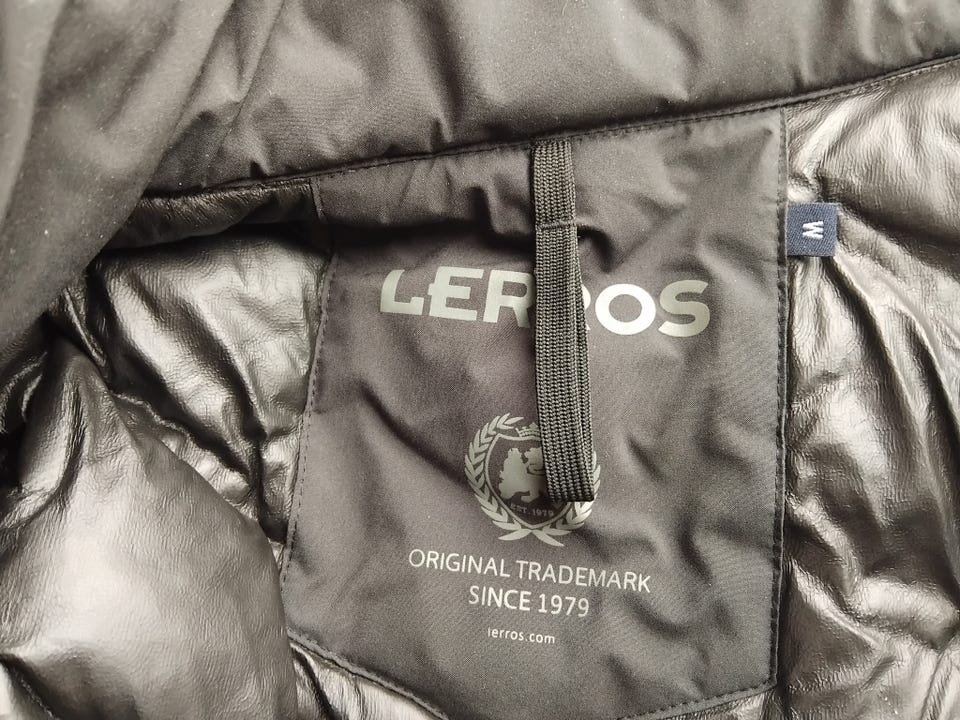 LERROS
M
EST. 1979
ORIGINAL TRADEMARK
SINCE 1979
lerros.com